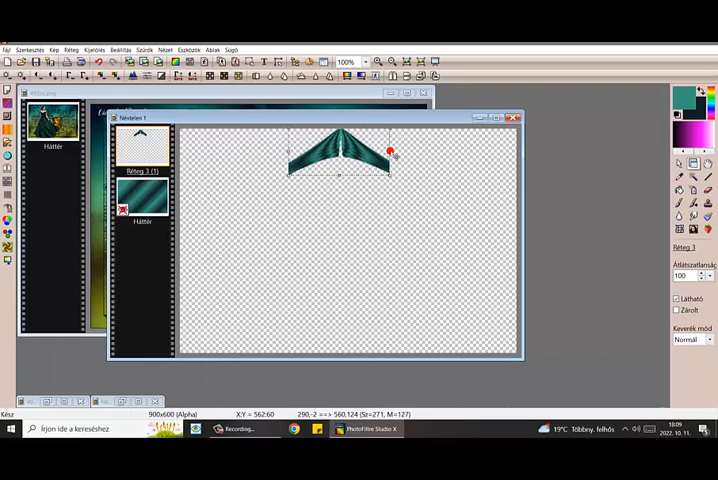 Fájl Szerkesztés Kép Réteg Kijelölés Beállítás Szűrők Nézet Eszközök Ablak Súgó
100%
Névtelen 1
Háttér
Réteg 3 (1)
Háttér
Réteg 3
Átlátszatlanság
100
Látható
Zárolt
Keverék mód
Normál
Kész
900x600 (Alpha)
X:Y = 562:60
290,-2 ==> 560,124 (Sz=271, M=127)
Írjon ide a kereséshez
Recording...
PhotoFiltre Studio X
19°C Többny. felhős
18:09
2022. 10. 11.